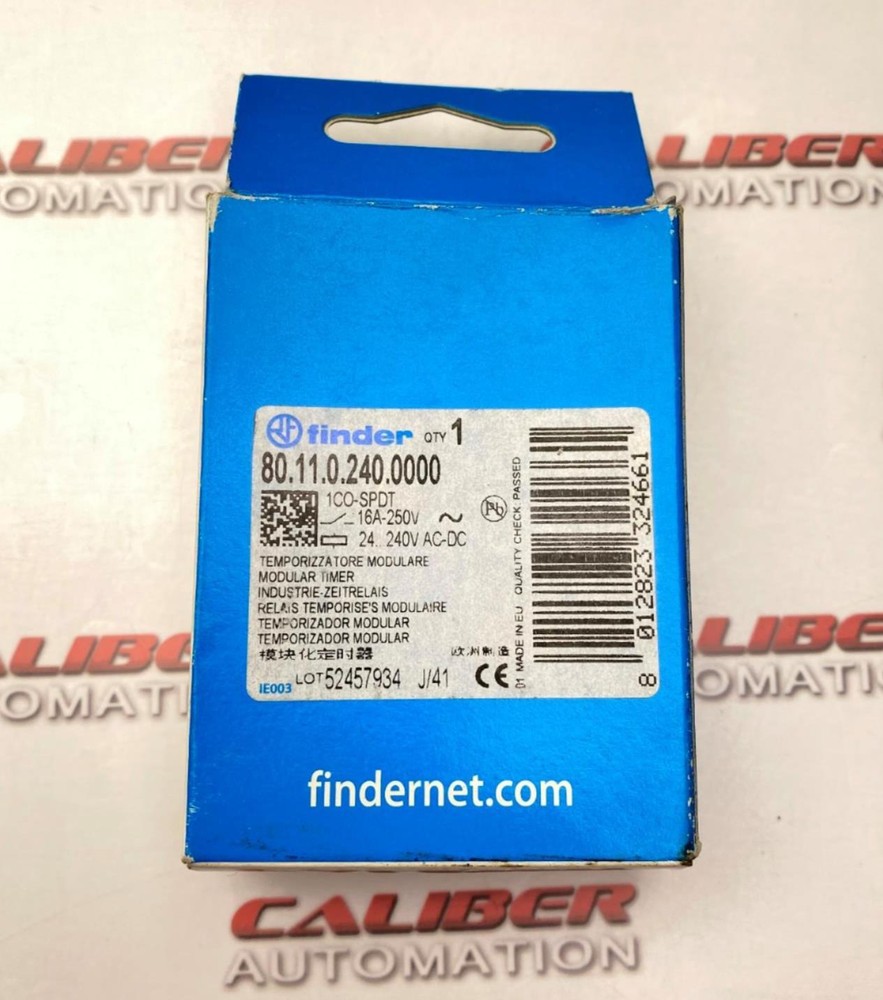 CALIBER
AUTOMATION
CALIBER
AUTOMATION
finder QTY 1
80.11.0.240.0000
1CO-SPDT
16A-250V ~
24...240V AC-DC
TEMPORIZZATORE MODULARE
MODULAR TIMER
INDUSTRIE-ZEITRELAIS
RELAIS TEMPORISE'S MODULAIRE
TEMPORIZADOR MODULAR
TEMPORIZADOR MODULAR
模块化定时器 欧洲制造
IE003 LOT 52457934 J/41 CE
01 MADE IN EU QUALITY CHECK. PASSED
8 012823 324661
Pb
findernet.com
CALIBER
AUTOMATION
CALIBER
AUTOMATION
CALIBER
AUTOMATION